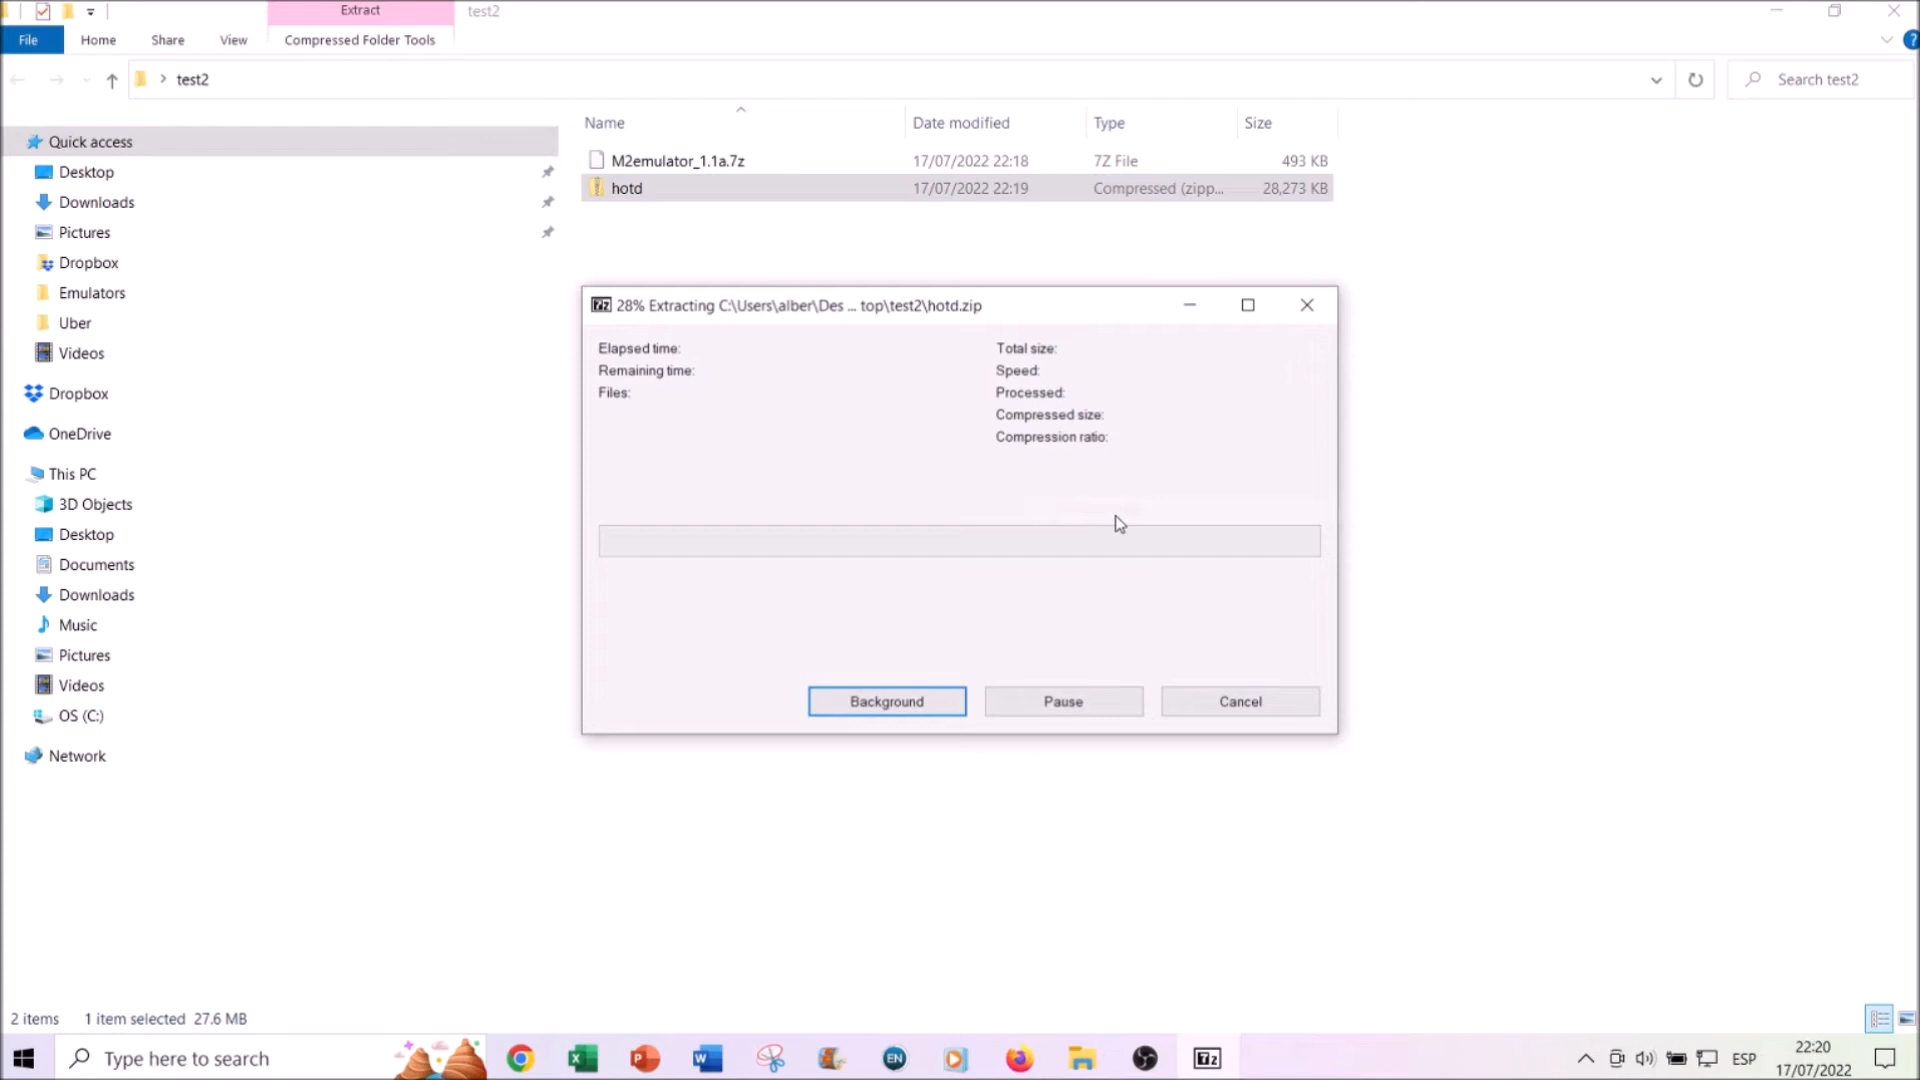 Extract
test2
File
Home
Share
View
Compressed Folder Tools
?
test2
Search test2
Name
Date modified
Type
Size
M2emulator_1.1a.7z
17/07/2022 22:18
7Z File
493 KB
hotd
17/07/2022 22:19
Compressed (zipp...
28,273 KB
Quick access
Desktop
Downloads
Pictures
Dropbox
Emulators
Uber
Videos
Dropbox
OneDrive
This PC
3D Objects
Desktop
Documents
Downloads
Music
Pictures
Videos
OS (C:)
Network
7z 28% Extracting C:\Users\alber\Des ... top\test2\hotd.zip
Elapsed time:
Remaining time:
Files:
Total size:
Speed:
Processed:
Compressed size:
Compression ratio:
Background
Pause
Cancel
2 items
1 item selected 27.6 MB
Type here to search
X
P
W
EN
7z
ESP
22:20
17/07/2022